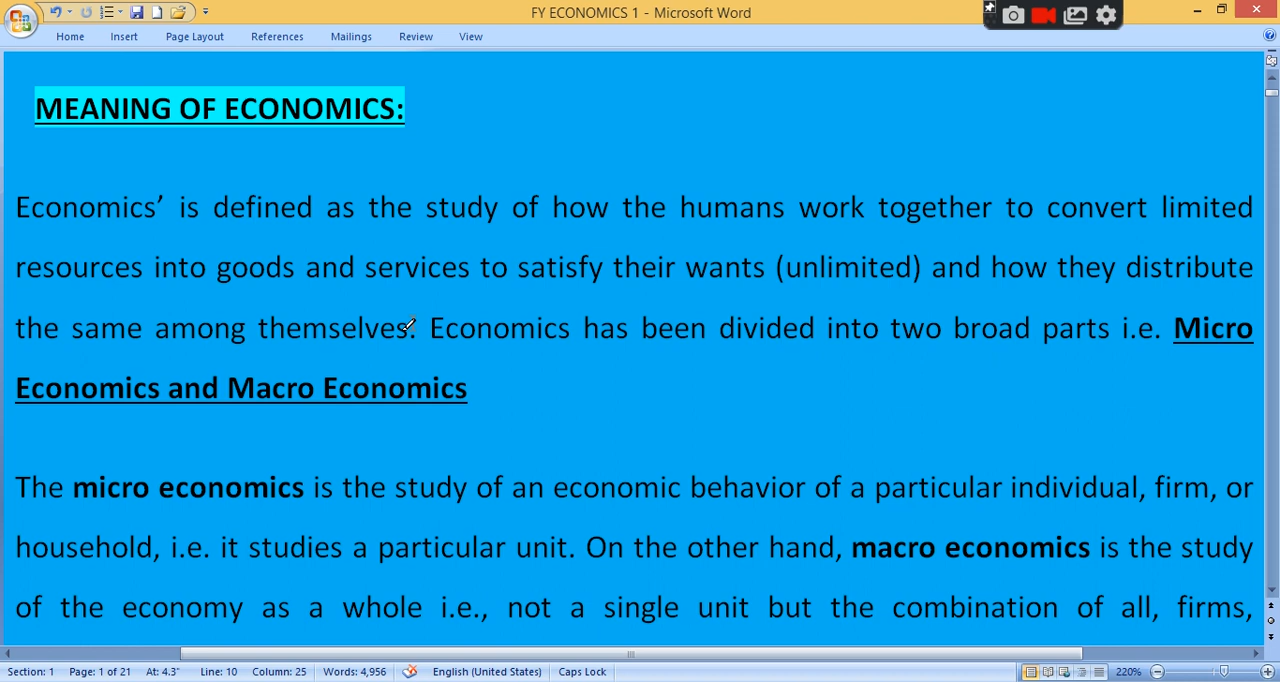 FY ECONOMICS 1 - Microsoft Word
Home Insert Page Layout References Mailings Review View
MEANING OF ECONOMICS:
Economics’ is defined as the study of how the humans work together to convert limited
resources into goods and services to satisfy their wants (unlimited) and how they distribute
the same among themselves. Economics has been divided into two broad parts i.e. Micro
Economics and Macro Economics
The micro economics is the study of an economic behavior of a particular individual, firm, or
household, i.e. it studies a particular unit. On the other hand, macro economics is the study
of the economy as a whole i.e., not a single unit but the combination of all, firms,
Section: 1 Page: 1 of 21 At: 4.3" Line: 10 Column: 25 Words: 4,956 English (United States) Caps Lock 220%